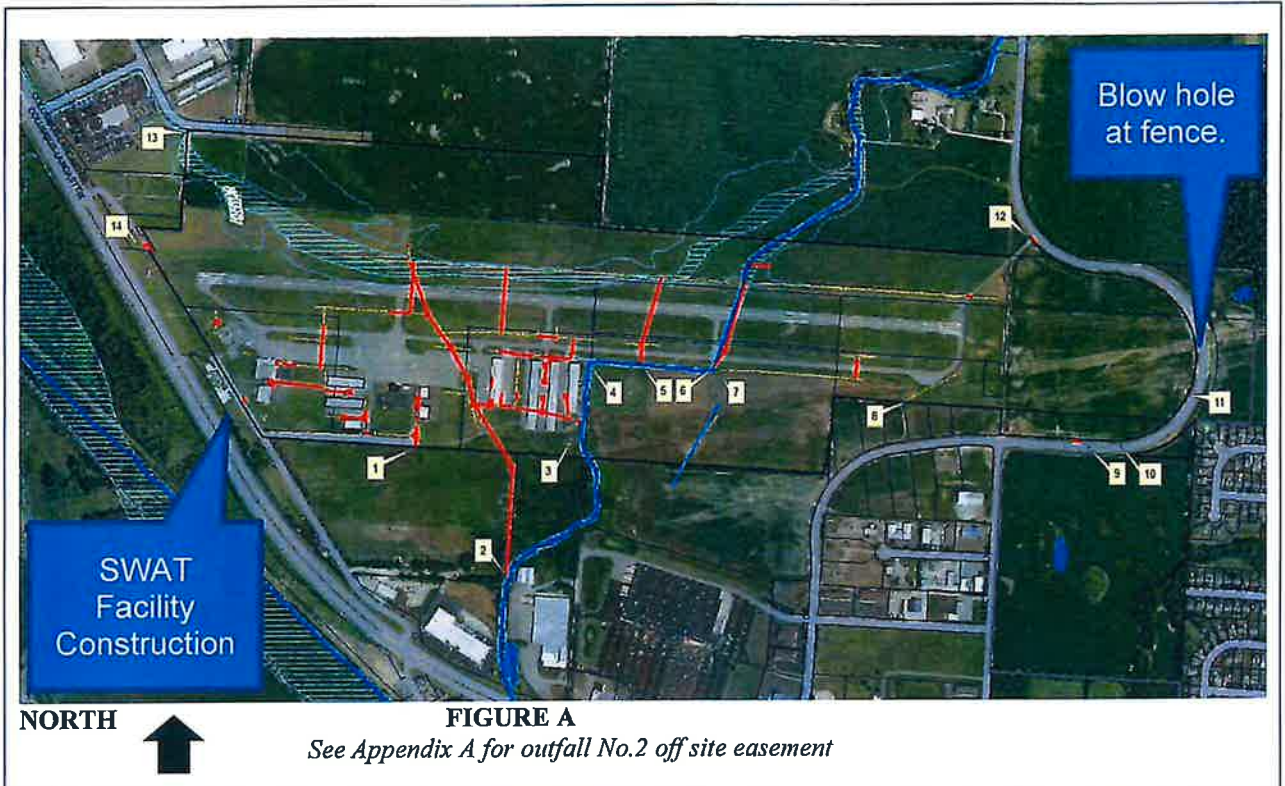 Blow hole
at fence.
13
14
12
4
5
6
7
8
11
1
3
9
10
2
SWAT
Facility
Construction
NORTH
FIGURE A
See Appendix A for outfall No.2 off site easement